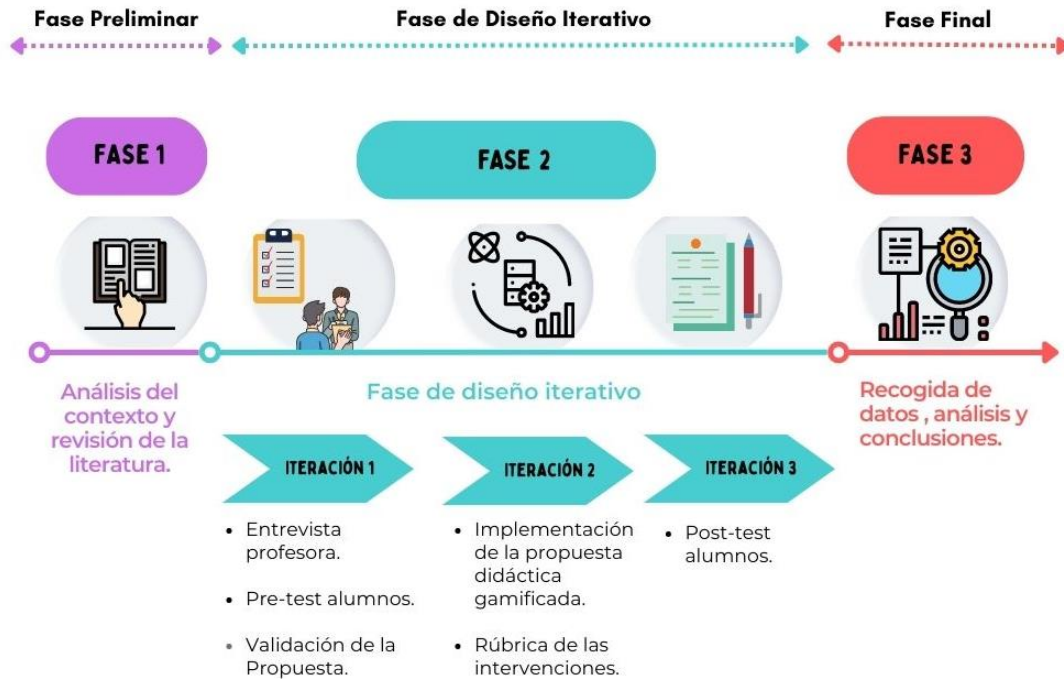 Fase Preliminar
Fase de Diseño Iterativo
Fase Final
FASE 1
FASE 2
FASE 3
Análisis del
contexto y
revisión de la
literatura.
Fase de diseño iterativo
Recogida de
datos , análisis y
conclusiones.
ITERACIÓN 1
ITERACIÓN 2
ITERACIÓN 3
• Entrevista
profesora.
• Pre-test alumnos.
• Validación de la
Propuesta.
• Implementación
de la propuesta
didáctica
gamificada.
• Rúbrica de las
intervenciones.
• Post-test
alumnos.